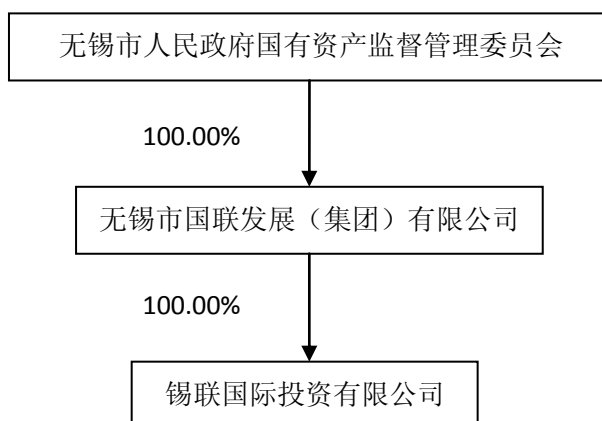 无锡市人民政府国有资产监督管理委员会
100.00%
无锡市国联发展（集团）有限公司
100.00%
锡联国际投资有限公司